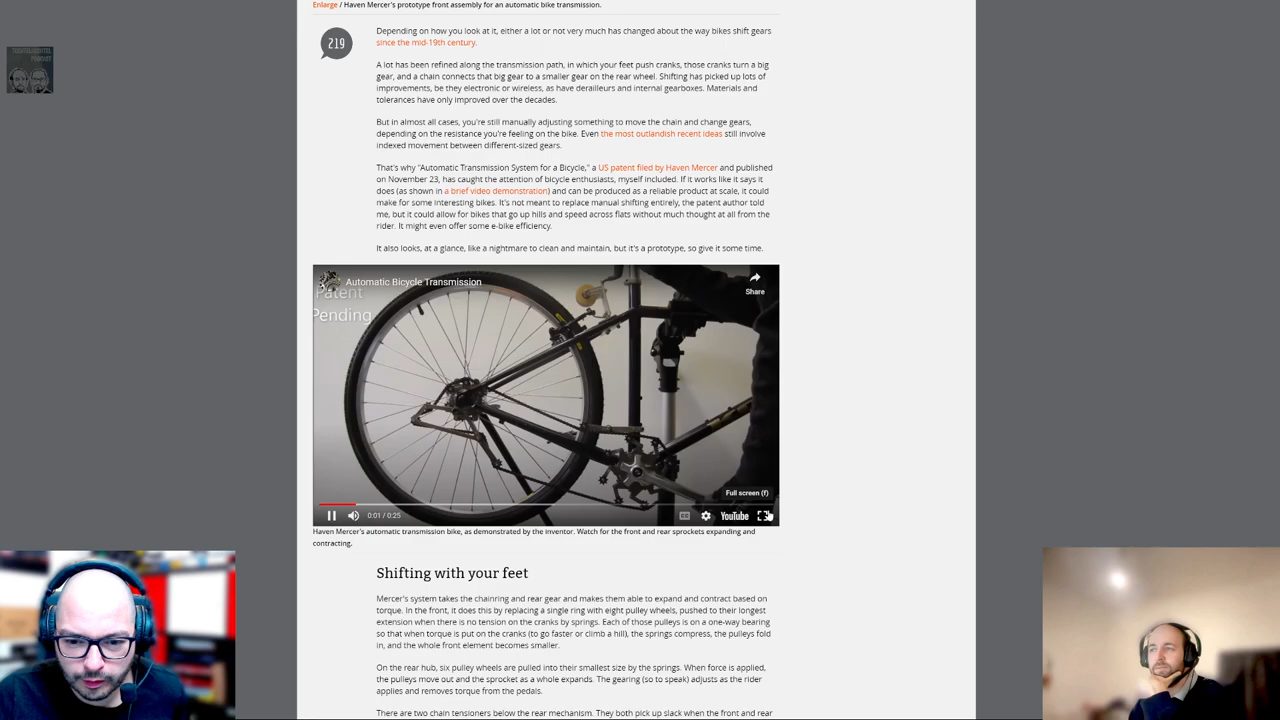 Enlarge / Haven Mercer's prototype front assembly for an automatic bike transmission.
219
Depending on how you look at it, either a lot or not very much has changed about the way bikes shift gears
since the mid-19th century.
A lot has been refined along the transmission path, in which your feet push cranks, those cranks turn a big
gear, and a chain connects that big gear to a smaller gear on the rear wheel. Shifting has picked up lots of
improvements, be they electronic or wireless, as have derailleurs and internal gearboxes. Materials and
tolerances have only improved over the decades.
But in almost all cases, you're still manually adjusting something to move the chain and change gears,
depending on the resistance you're feeling on the bike. Even the most outlandish recent ideas still involve
indexed movement between different-sized gears.
That's why "Automatic Transmission System for a Bicycle," a US patent filed by Haven Mercer and published
on November 23, has caught the attention of bicycle enthusiasts, myself included. If it works like it says it
does (as shown in a brief video demonstration) and can be produced as a reliable product at scale, it could
make for some interesting bikes. It's not meant to replace manual shifting entirely, the patent author told
me, but it could allow for bikes that go up hills and speed across flats without much thought at all from the
rider. It might even offer some e-bike efficiency.
It also looks, at a glance, like a nightmare to clean and maintain, but it's a prototype, so give it some time.
Automatic Bicycle Transmission
Share
Patent
Pending
Full screen (f)
0:01 / 0:25
CC
YouTube
Haven Mercer's automatic transmission bike, as demonstrated by the inventor. Watch for the front and rear sprockets expanding and
contracting.
Shifting with your feet
Mercer's system takes the chainring and rear gear and makes them able to expand and contract based on
torque. In the front, it does this by replacing a single ring with eight pulley wheels, pushed to their longest
extension when there is no tension on the cranks by springs. Each of those pulleys is on a one-way bearing
so that when torque is put on the cranks (to go faster or climb a hill), the springs compress, the pulleys fold
in, and the whole front element becomes smaller.
On the rear hub, six pulley wheels are pulled into their smallest size by the springs. When force is applied,
the pulleys move out and the sprocket as a whole expands. The gearing (so to speak) adjusts as the rider
applies and removes torque from the pedals.
There are two chain tensioners below the rear mechanism. They both pick up slack when the front and rear